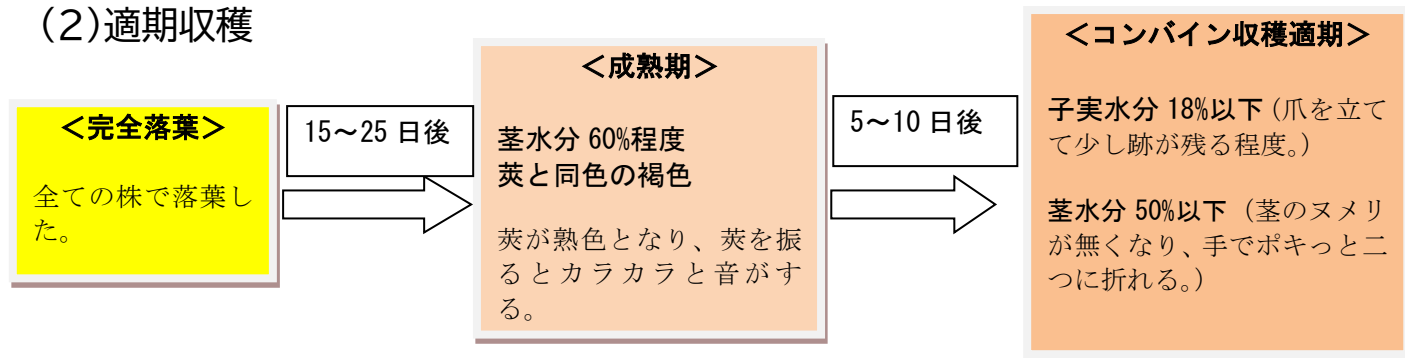 (2)適期収穫
＜完全落葉＞
全ての株で落葉し
た。
15～25 日後
＜成熟期＞
茎水分 60%程度
莢と同色の褐色
莢が熟色となり、莢を振
るとカラカラと音がす
る。
5～10 日後
＜コンバイン収穫適期＞
子実水分 18%以下（爪を立て
て少し跡が残る程度。）
茎水分 50%以下（茎のヌメリ
が無くなり、手でポキっと二
つに折れる。）